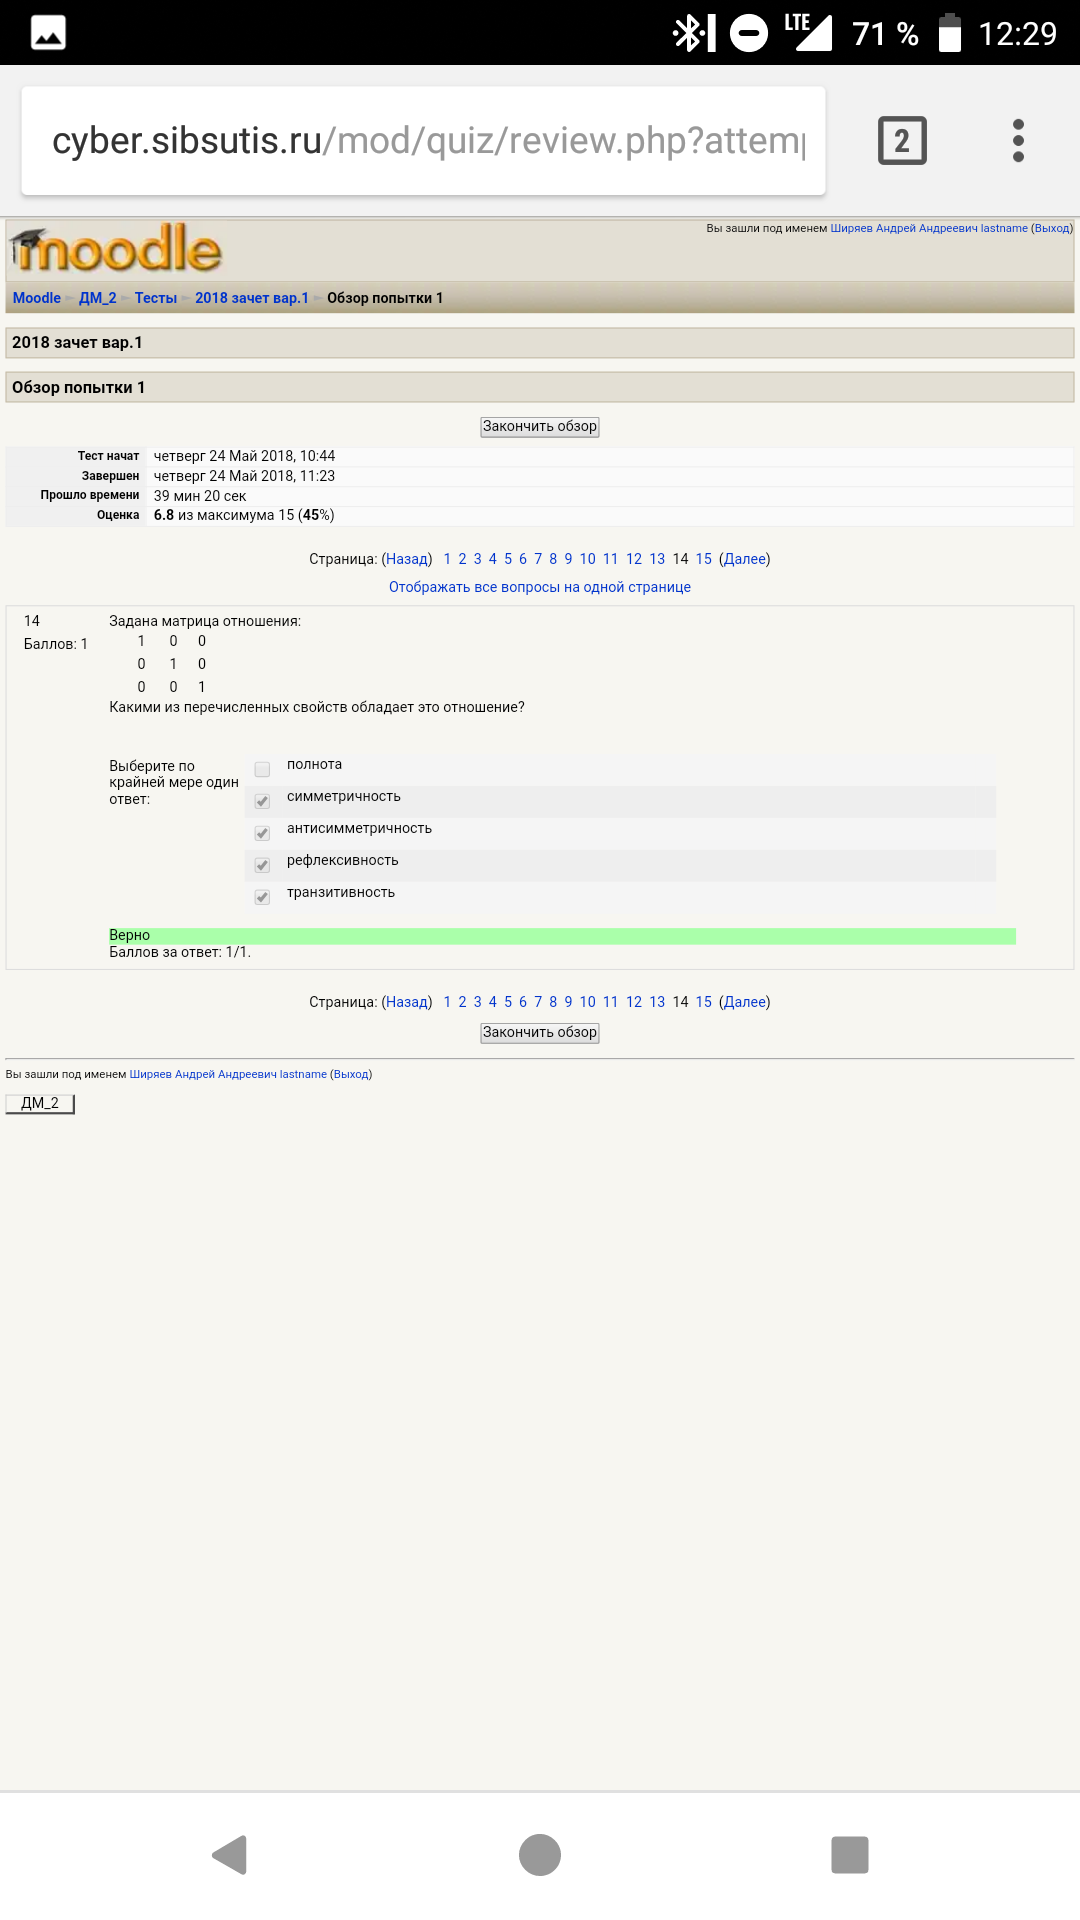 LTE 71 % 12:29
cyber.sibsutis.ru/mod/quiz/review.php?attem
2
moodle
Вы зашли под именем Ширяев Андрей Андреевич lastname (Выход)
Moodle ► ДМ_2 ► Тесты ► 2018 зачет вар.1 ► Обзор попытки 1
2018 зачет вар.1
Обзор попытки 1
Закончить обзор
Тест начат четверг 24 Май 2018, 10:44
Завершен четверг 24 Май 2018, 11:23
Прошло времени 39 мин 20 сек
Оценка 6.8 из максимума 15 (45%)
Страница: (Назад) 1 2 3 4 5 6 7 8 9 10 11 12 13 14 15 (Далее)
Отображать все вопросы на одной странице
14
Баллов: 1
Задана матрица отношения:
1 0 0
0 1 0
0 0 1
Какими из перечисленных свойств обладает это отношение?
Выберите по
крайней мере один
ответ:
полнота
симметричность
антисимметричность
рефлексивность
транзитивность
Верно
Баллов за ответ: 1/1.
Страница: (Назад) 1 2 3 4 5 6 7 8 9 10 11 12 13 14 15 (Далее)
Закончить обзор
Вы зашли под именем Ширяев Андрей Андреевич lastname (Выход)
ДМ_2